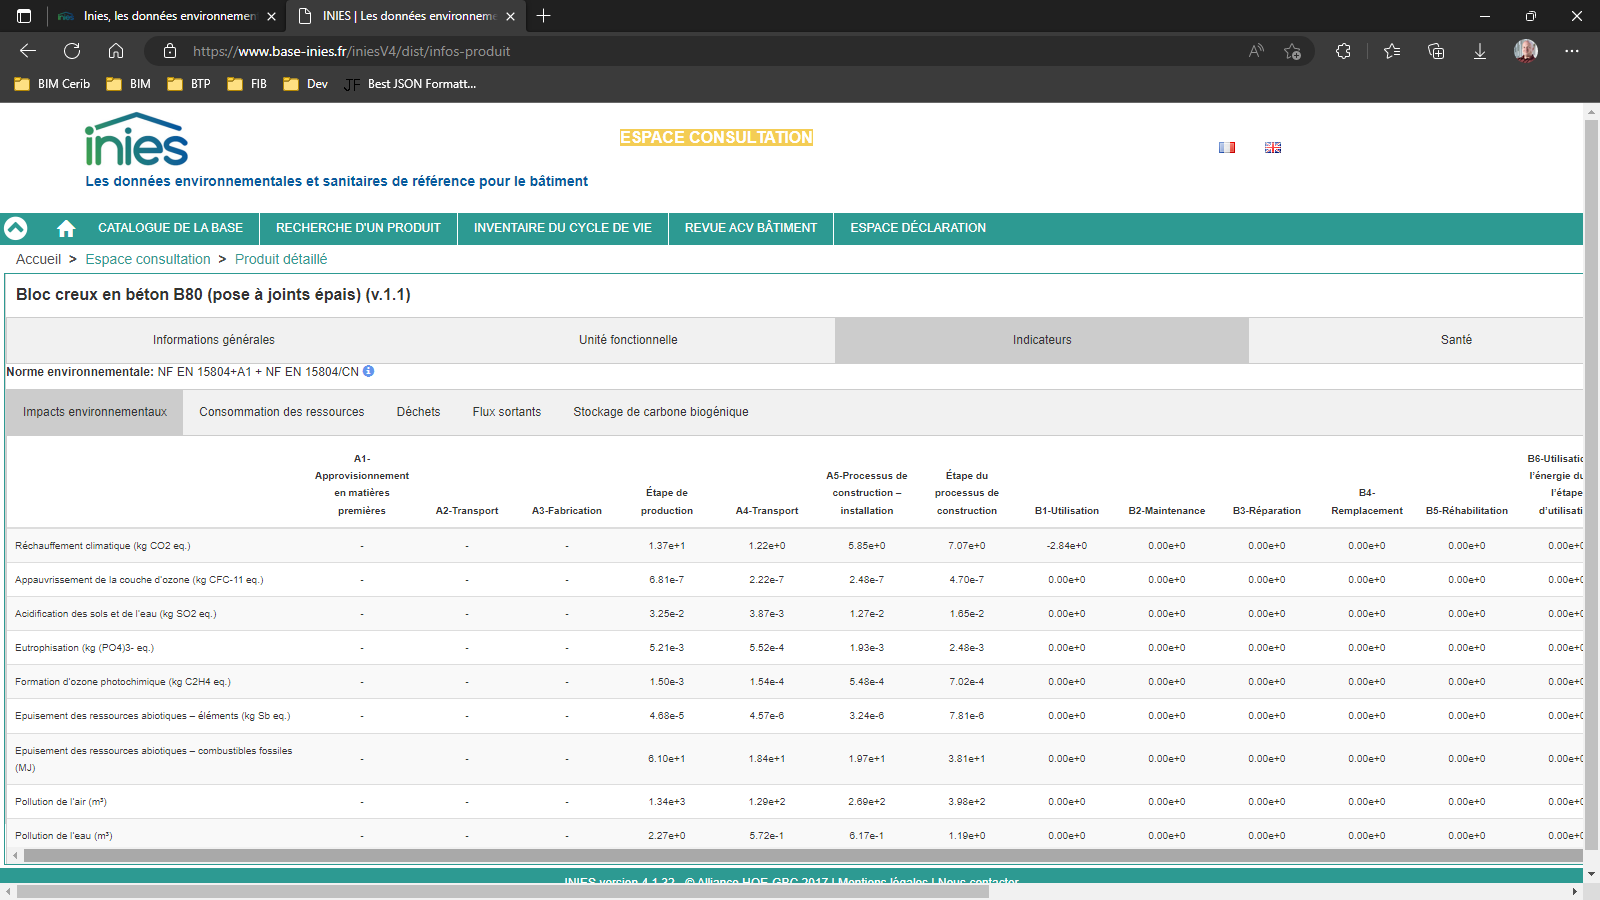 Inies, les données environnemen
INIES | Les données environneme
https://www.base-inies.fr/iniesV4/dist/infos-produit
BIM Cerib BIM BTP FIB Dev JF Best JSON Formatt...
inies
ESPACE CONSULTATION
Les données environnementales et sanitaires de référence pour le bâtiment
CATALOGUE DE LA BASE RECHERCHE D'UN PRODUIT INVENTAIRE DU CYCLE DE VIE REVUE ACV BÂTIMENT ESPACE DÉCLARATION
Accueil > Espace consultation > Produit détaillé
Bloc creux en béton B80 (pose à joints épais) (v.1.1)
Informations générales Unité fonctionnelle Indicateurs Santé
Norme environnementale: NF EN 15804+A1 + NF EN 15804/CN
Impacts environnementaux Consommation des ressources Déchets Flux sortants Stockage de carbone biogénique
A1- B6-Utilisatio
Approvisionnement A5-Processus de Étape du l'énergie du
en matières Étape de construction – processus de B4- l'étape
premières A2-Transport A3-Fabrication production A4-Transport installation construction B1-Utilisation B2-Maintenance B3-Réparation Remplacement B5-Réhabilitation d'utilisati
Réchauffement climatique (kg CO2 eq.) - - - 1.37e+1 1.22e+0 5.85e+0 7.07e+0 -2.84e+0 0.00e+0 0.00e+0 0.00e+0 0.00e+0 0.00e+0
Appauvrissement de la couche d'ozone (kg CFC-11 eq.) - - - 6.81e-7 2.22e-7 2.48e-7 4.70e-7 0.00e+0 0.00e+0 0.00e+0 0.00e+0 0.00e+0 0.00e+0
Acidification des sols et de l'eau (kg SO2 eq.) - - - 3.25e-2 3.87e-3 1.27e-2 1.65e-2 0.00e+0 0.00e+0 0.00e+0 0.00e+0 0.00e+0 0.00e+0
Eutrophisation (kg (PO4)3- eq.) - - - 5.21e-3 5.52e-4 1.93e-3 2.48e-3 0.00e+0 0.00e+0 0.00e+0 0.00e+0 0.00e+0 0.00e+0
Formation d'ozone photochimique (kg C2H4 eq.) - - - 1.50e-3 1.54e-4 5.48e-4 7.02e-4 0.00e+0 0.00e+0 0.00e+0 0.00e+0 0.00e+0 0.00e+0
Epuisement des ressources abiotiques – éléments (kg Sb eq.) - - - 4.68e-5 4.57e-6 3.24e-6 7.81e-6 0.00e+0 0.00e+0 0.00e+0 0.00e+0 0.00e+0 0.00e+0
Epuisement des ressources abiotiques – combustibles fossiles
(MJ) - - - 6.10e+1 1.84e+1 1.97e+1 3.81e+1 0.00e+0 0.00e+0 0.00e+0 0.00e+0 0.00e+0 0.00e+0
Pollution de l'air (m³) - - - 1.34e+3 1.29e+2 2.69e+2 3.98e+2 0.00e+0 0.00e+0 0.00e+0 0.00e+0 0.00e+0 0.00e+0
Pollution de l'eau (m³) - - - 2.27e+0 5.72e-1 6.17e-1 1.19e+0 0.00e+0 0.00e+0 0.00e+0 0.00e+0 0.00e+0 0.00e+0
INIES version 4.1.22 - © Alliance HQE-GBC 2017 | Mentions légales | Nous contacter